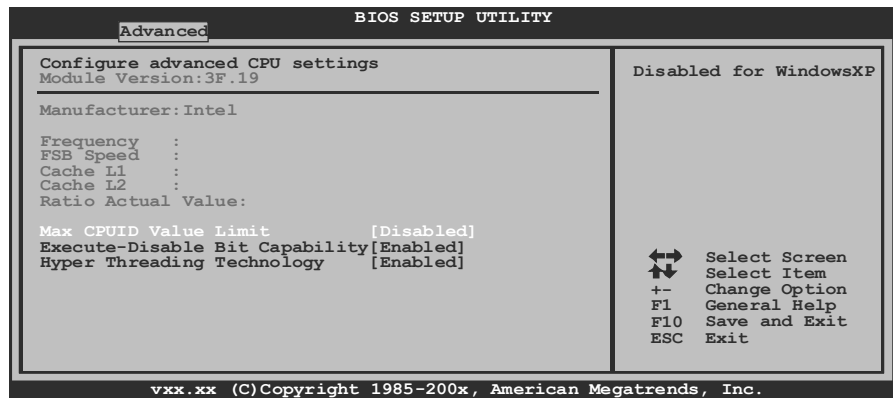 BIOS SETUP UTILITY
Advanced
Configure advanced CPU settings
Module Version:3F.19
Manufacturer:Intel
Frequency :
FSB Speed :
Cache L1 :
Cache L2 :
Ratio Actual Value:
Max CPUID Value Limit [Disabled]
Execute-Disable Bit Capability[Enabled]
Hyper Threading Technology [Enabled]
Disabled for WindowsXP
Select Screen
Select Item
+- Change Option
F1 General Help
F10 Save and Exit
ESC Exit
vxx.xx (C)Copyright 1985-200x, American Megatrends, Inc.